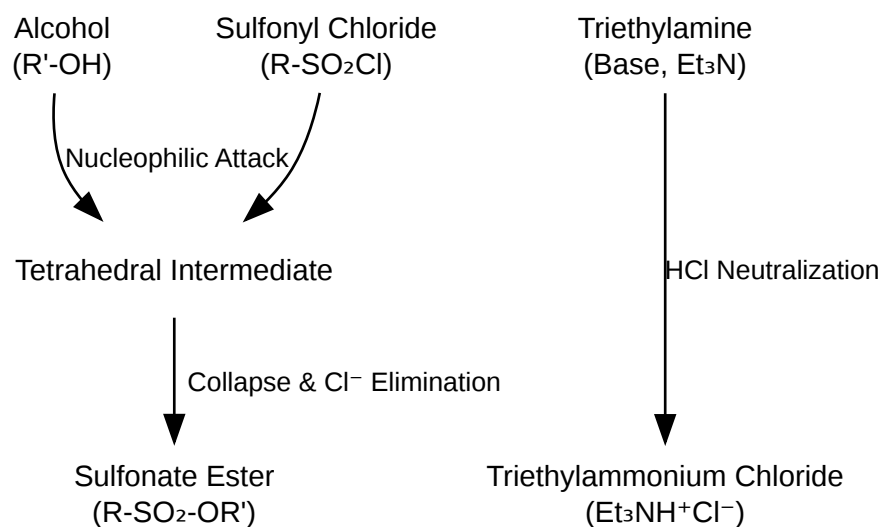 Alcohol
(R'-OH)
Sulfonyl Chloride
(R-SO₂Cl)
Triethylamine
(Base, Et₃N)
Nucleophilic Attack
Tetrahedral Intermediate
HCl Neutralization
Collapse & Cl⁻ Elimination
Sulfonate Ester
(R-SO₂-OR')
Triethylammonium Chloride
(Et₃NH⁺Cl⁻)